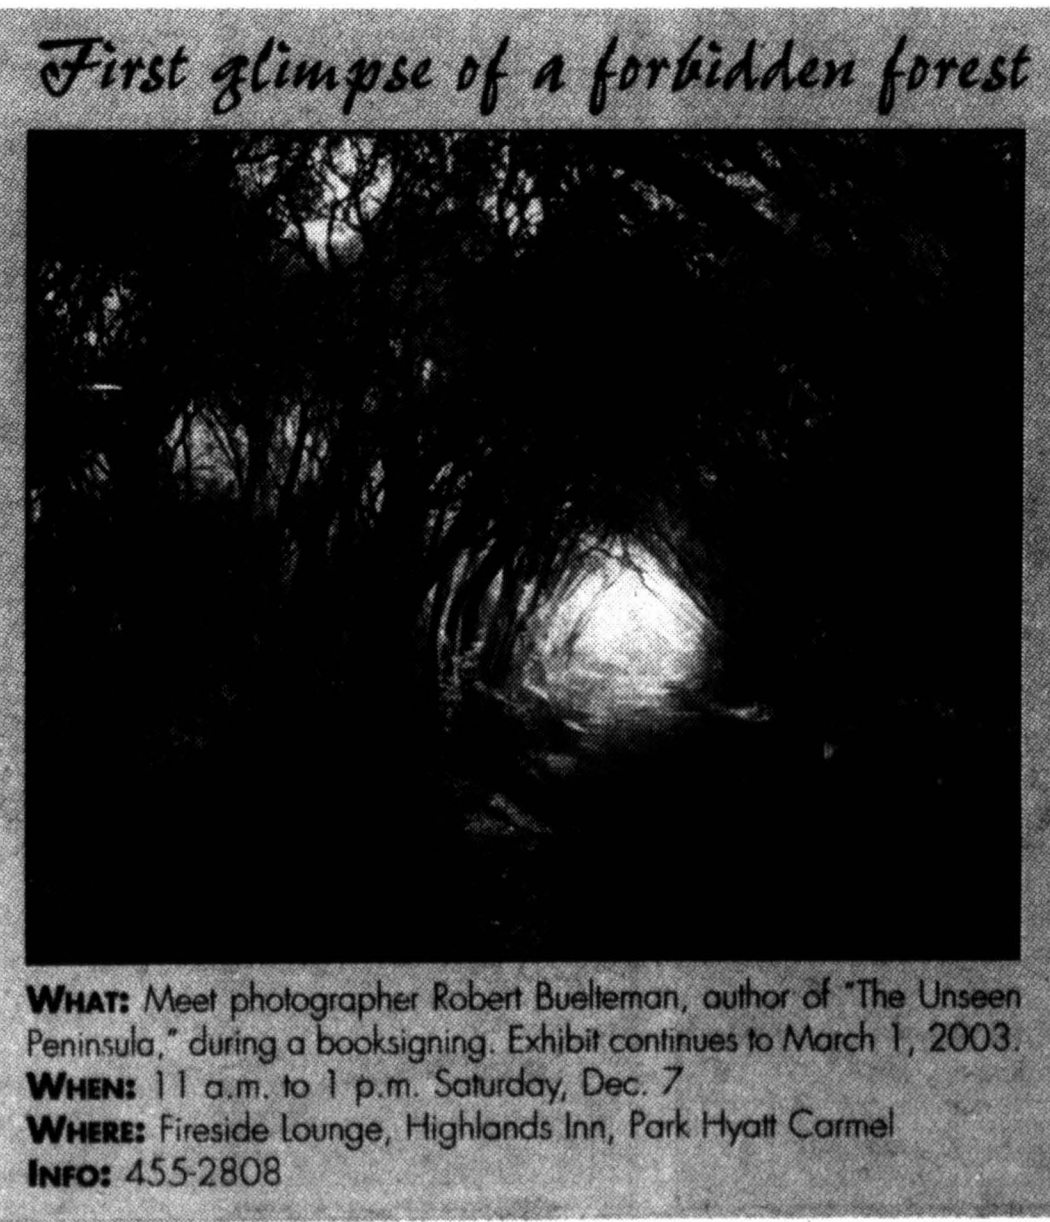 First glimpse of a forbidden forest
WHAT: Meet photographer Robert Buelteman, author of "The Unseen
Peninsula," during a booksigning. Exhibit continues to March 1, 2003.
WHEN: 11 a.m. to 1 p.m. Saturday, Dec. 7
WHERE: Fireside Lounge, Highlands Inn, Park Hyatt Carmel
INFO: 455-2808